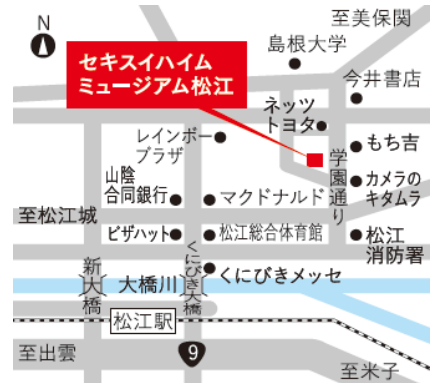 N
至美保関
島根大学
セキスイハイム
ミュージアム松江
今井書店
ネッツ
トヨタ
レインボー
プラザ
もち吉
学園通り
山陰
合同銀行
マクドナルド
カメラの
キタムラ
至松江城
ピザハット
松江総合体育館
松江
消防署
くにびき大橋
くにびきメッセ
新大橋
大橋川
松江駅
至出雲
9
至米子